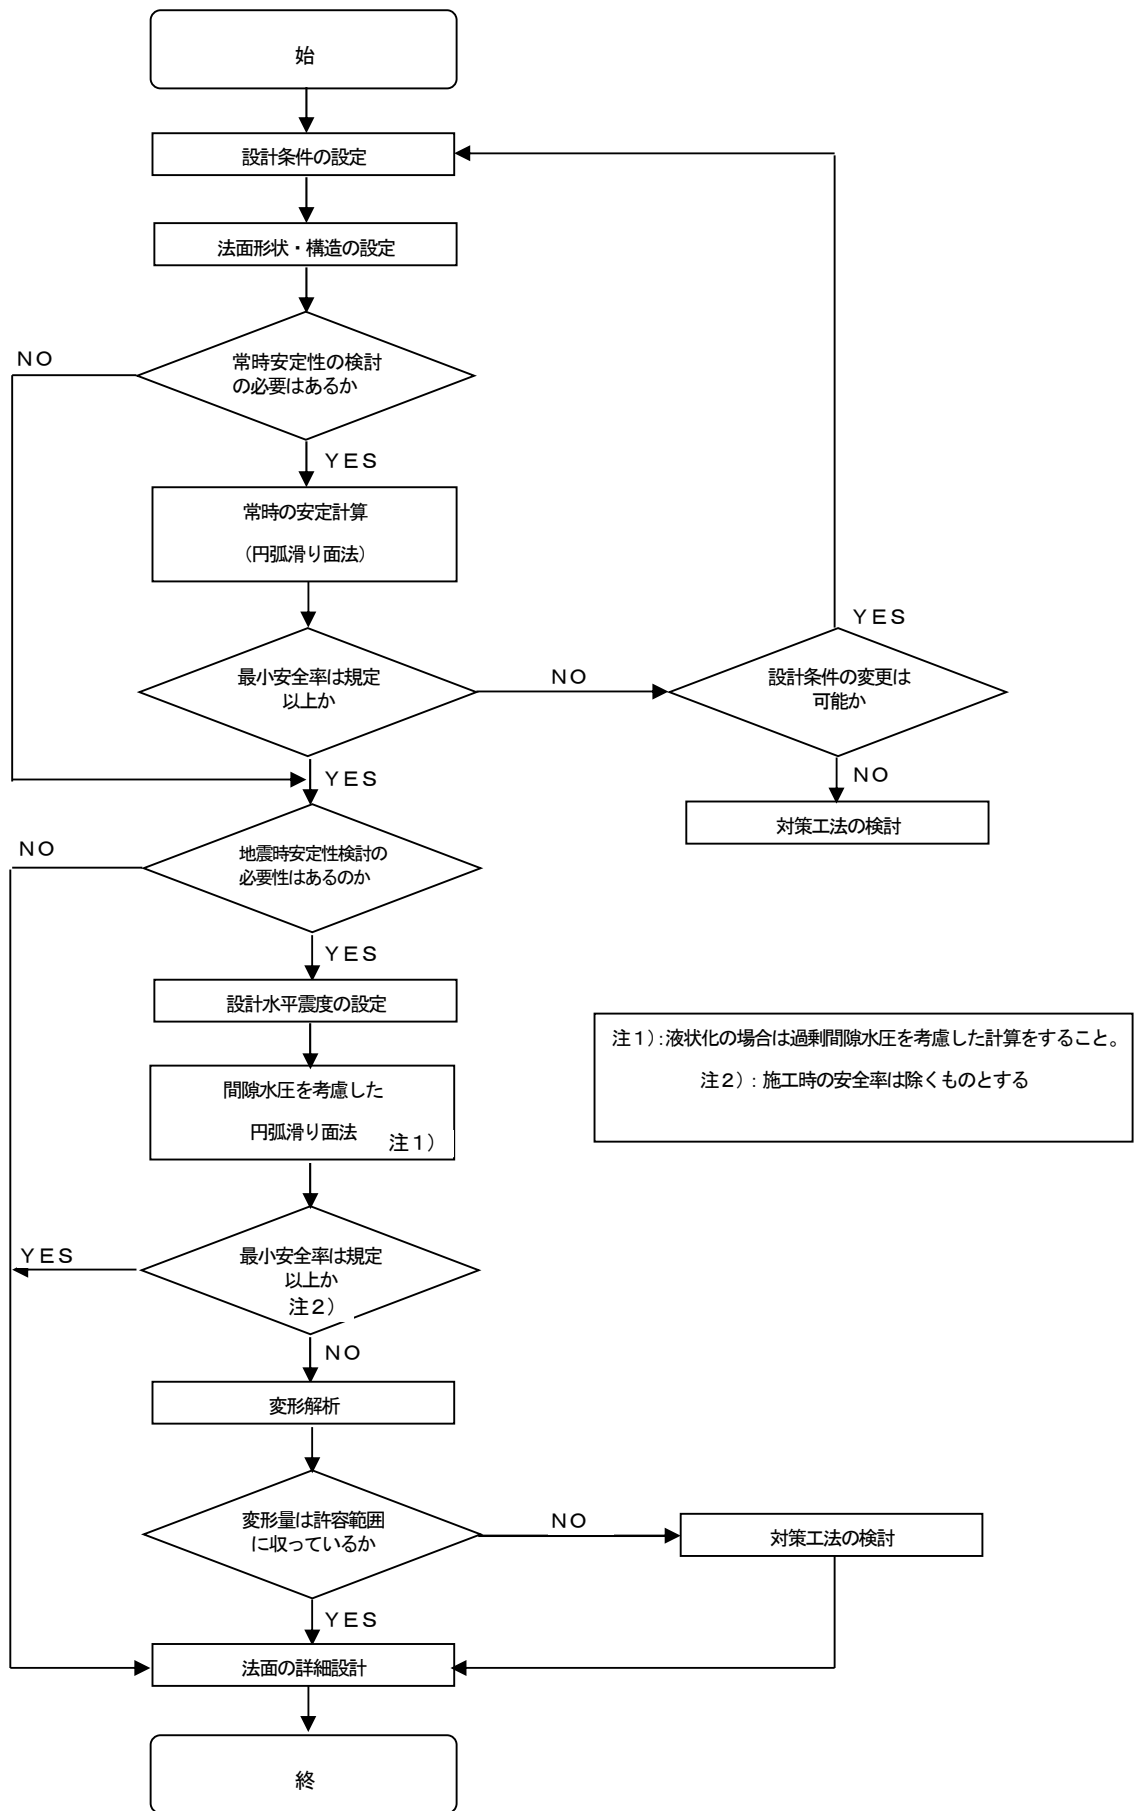 始
設計条件の設定
法面形状・構造の設定
NO
常時安定性の検討
の必要はあるか
YES
常時の安定計算
（円弧滑り面法）
最小安全率は規定
以上か
NO
YES
設計条件の変更は
可能か
YES
NO
対策工法の検討
NO
地震時安定性検討の
必要性はあるのか
YES
設計水平震度の設定
注１）：液状化の場合は過剰間隙水圧を考慮した計算をすること。
注２）：施工時の安全率は除くものとする
間隙水圧を考慮した
円弧滑り面法 注１）
YES
最小安全率は規定
以上か
注２）
NO
変形解析
変形量は許容範囲
に収っているか
NO
対策工法の検討
YES
法面の詳細設計
終